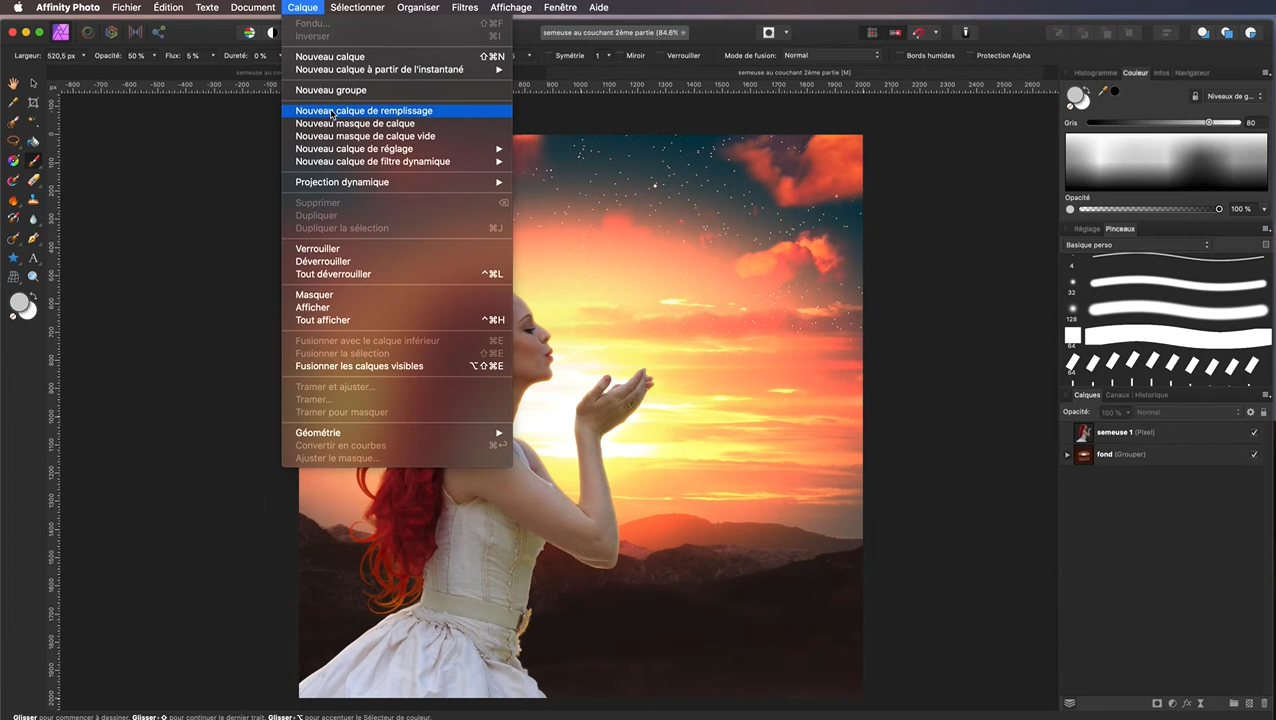 Affinity Photo Fichier Édition Texte Document Calque Sélectionner Organiser Filtres Affichage Fenêtre Aide
semeuse au couchant 2ème partie (84.6%)
Largeur: 520,5 px Opacité: 50 % Flux: 5 % Dureté: 0 % Symétrie 1 Miroir Verrouiller Mode de fusion: Normal Bords humides Protection Alpha
semeuse au couchant 2ème partie [M]
px
Fondu... ⇧⌘F
Inverser ⌘I
Nouveau calque ⇧⌘N
Nouveau calque à partir de l'instantané
Nouveau groupe
Nouveau calque de remplissage
Nouveau masque de calque
Nouveau masque de calque vide
Nouveau calque de réglage
Nouveau calque de filtre dynamique
Projection dynamique
Supprimer ⌫
Dupliquer
Dupliquer la sélection ⌘J
Verrouiller
Déverrouiller
Tout déverrouiller ^⌘L
Masquer
Afficher
Tout afficher ^⌘H
Fusionner avec le calque inférieur ⌘E
Fusionner la sélection ⇧⌘E
Fusionner les calques visibles ⌥⇧⌘E
Tramer et ajuster...
Tramer...
Tramer pour masquer
Géométrie
Convertir en courbes ⌘↩
Ajuster le masque...
Histogramme Couleur Infos Navigateur
Niveaux de g...
Gris 80
Opacité
100 %
Réglage Pinceaux
Basique perso
4
32
128
64
64
Calques Canaux Historique
Opacité: 100 % Normal
semeuse 1 (Pixel)
fond (Grouper)
Glisser pour commencer à dessiner. Glisser+⇧ pour continuer le dernier trait. Glisser+⌥ pour accentuer le Sélecteur de couleur.